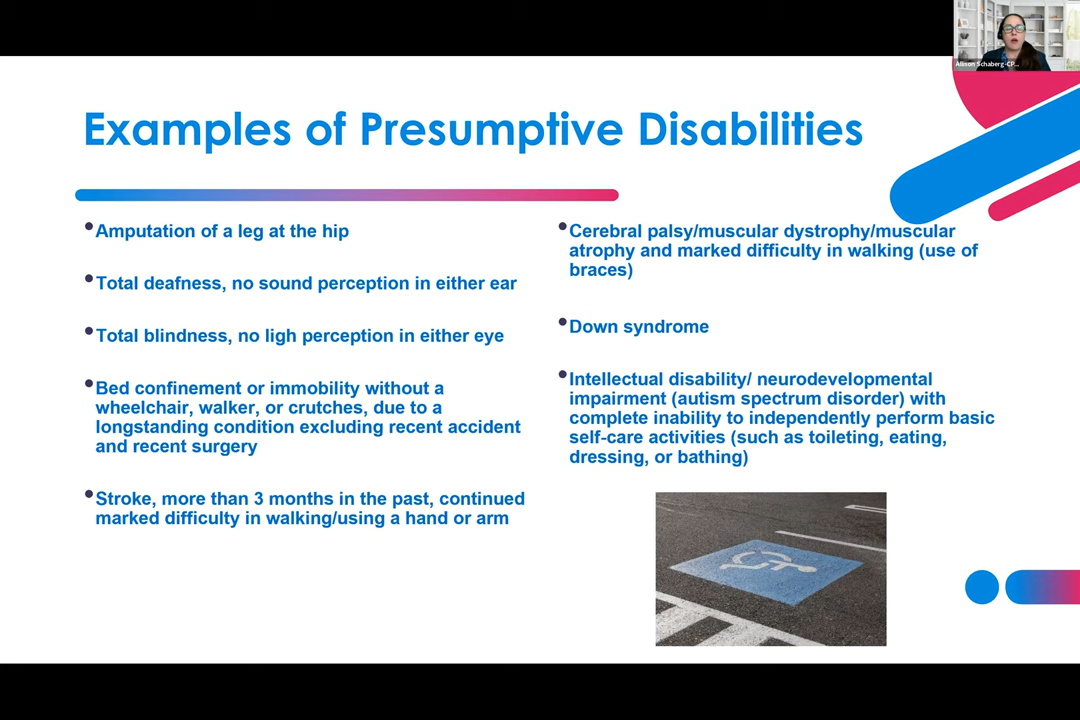 Allison Schaberg-CP...
Examples of Presumptive Disabilities
•Amputation of a leg at the hip
•Total deafness, no sound perception in either ear
•Total blindness, no ligh perception in either eye
•Bed confinement or immobility without a
wheelchair, walker, or crutches, due to a
longstanding condition excluding recent accident
and recent surgery
•Stroke, more than 3 months in the past, continued
marked difficulty in walking/using a hand or arm
•Cerebral palsy/muscular dystrophy/muscular
atrophy and marked difficulty in walking (use of
braces)
•Down syndrome
•Intellectual disability/ neurodevelopmental
impairment (autism spectrum disorder) with
complete inability to independently perform basic
self-care activities (such as toileting, eating,
dressing, or bathing)